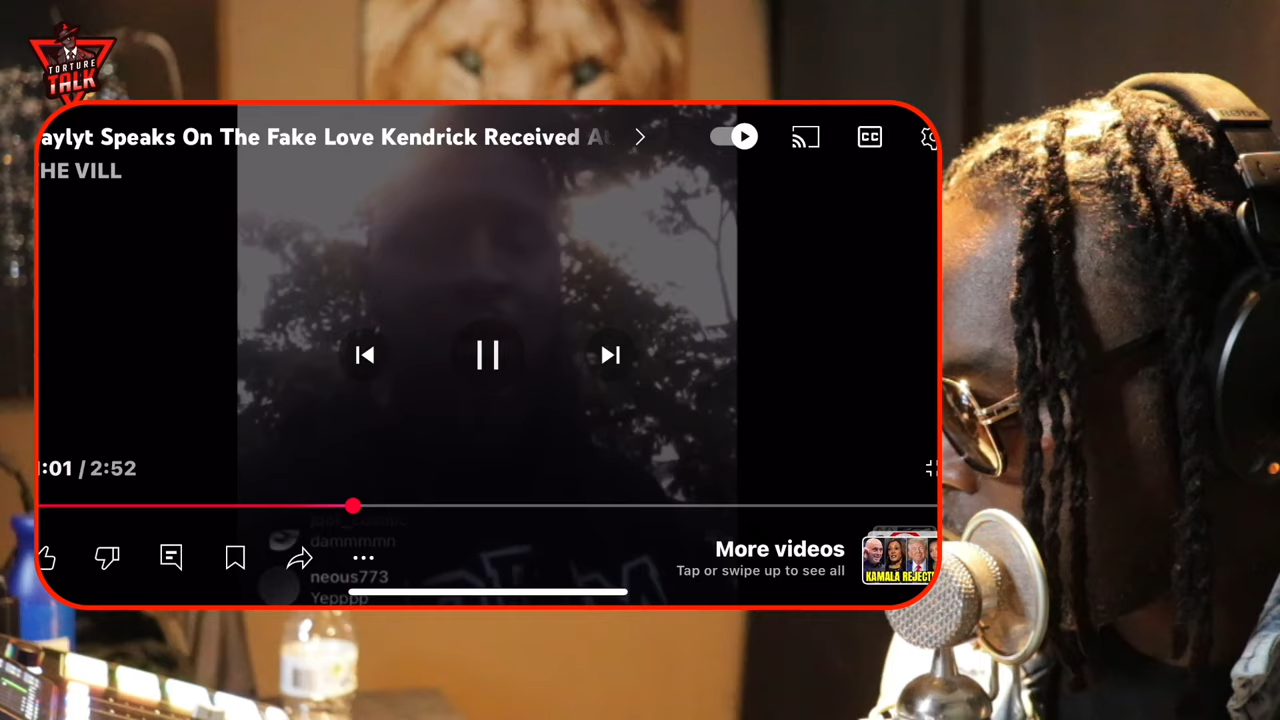 TORTURE
TALK
aylyt Speaks On The Fake Love Kendrick Received A
HE VILL
CC
:01 / 2:52
dammmmn
neous773
Yepppp
More videos
Tap or swipe up to see all
KAMALA REJECT